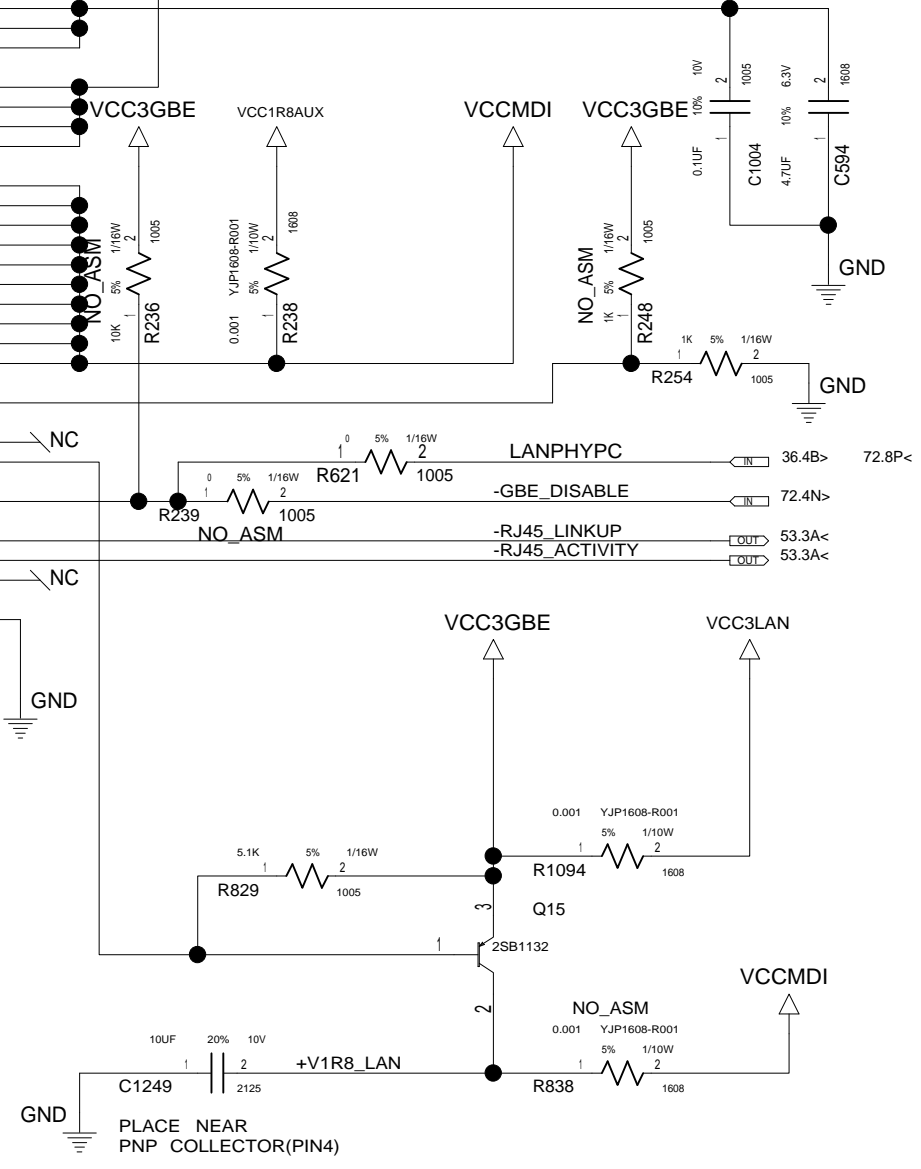 VCC3GBE
VCC1R8AUX
VCCMDI
VCC3GBE
10V
2
1005
10%
1
0.1UF
C1004
6.3V
2
1608
10%
1
4.7UF
C594
GND
NO_ASM
1/16W
2
1005
5%
10K
1
R236
YJP1608-R001
1/10W
2
1608
5%
0.001
1
R238
NO_ASM
1/16W
2
1005
5%
1K
1
R248
1K 5% 1/16W
1 2
R254 1005
GND
NC
0 5% 1/16W
1 2
R621 1005
LANPHYPC
IN
36.4B> 72.8P<
0 5% 1/16W
1 2
R239 1005
NO_ASM
-GBE_DISABLE
IN
72.4N>
-RJ45_LINKUP
OUT
53.3A<
-RJ45_ACTIVITY
OUT
53.3A<
NC
GND
VCC3GBE
VCC3LAN
0.001 YJP1608-R001
5% 1/10W
1 2
R1094 1608
5.1K 5% 1/16W
1 2
R829 1005
3
Q15
1
2SB1132
2
VCCMDI
NO_ASM
0.001 YJP1608-R001
5% 1/10W
1 2
R838 1608
10UF 20% 10V
1 2
C1249 2125
+V1R8_LAN
GND
PLACE NEAR
PNP COLLECTOR(PIN4)